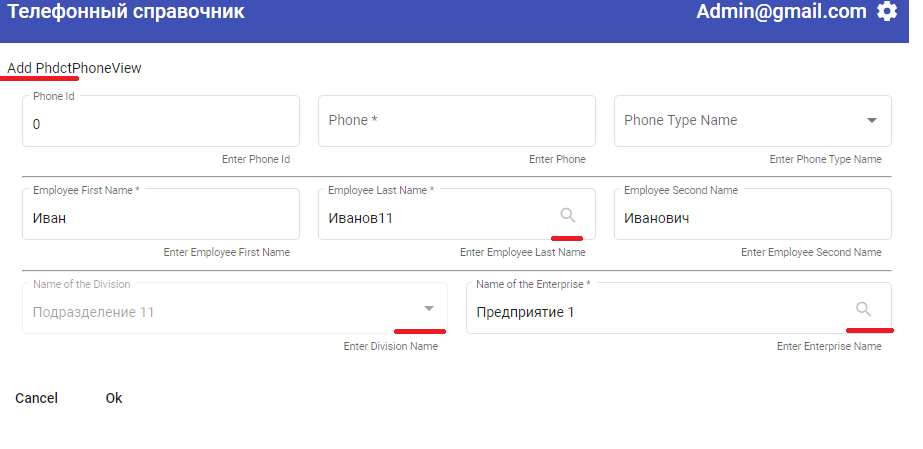 Телефонный справочник Admin@gmail.com
Add PhdctPhoneView
Phone Id
0 Phone * Phone Type Name
Enter Phone Id Enter Phone Enter Phone Type Name
Employee First Name * Employee Last Name * Employee Second Name
Иван Иванов11 Иванович
Enter Employee First Name Enter Employee Last Name Enter Employee Second Name
Name of the Division Name of the Enterprise *
Подразделение 11 Предприятие 1
Enter Division Name Enter Enterprise Name
Cancel Ok